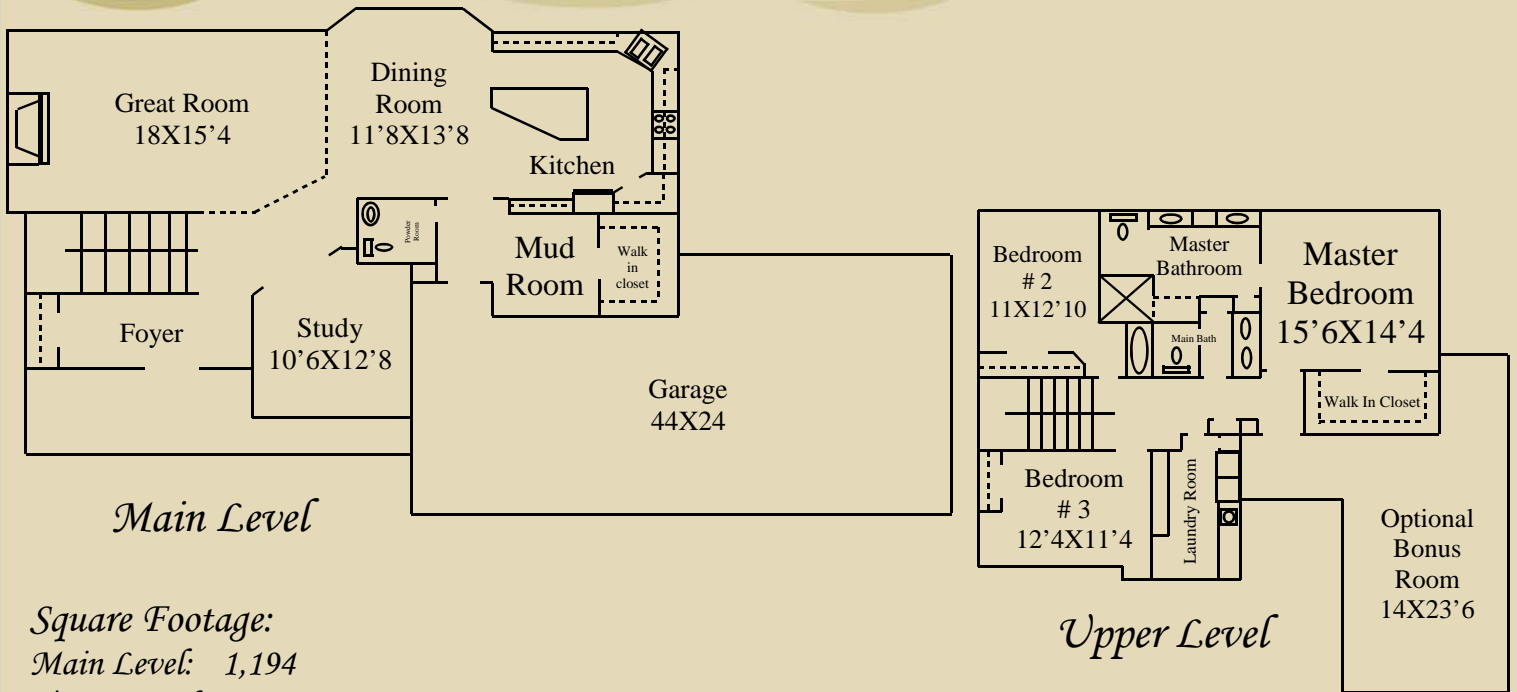 Great Room
18X15’4
Dining
Room
11’8X13’8
Kitchen
Powder
Room
Mud
Room
Walk
in
closet
Foyer
Study
10’6X12’8
Garage
44X24
Main Level
Square Footage:
Main Level: 1,194
Bedroom
# 2
11X12’10
Master
Bathroom
Master
Bedroom
15’6X14’4
Main Bath
Walk In Closet
Bedroom
# 3
12’4X11’4
Laundry Room
Optional
Bonus
Room
14X23’6
Upper Level